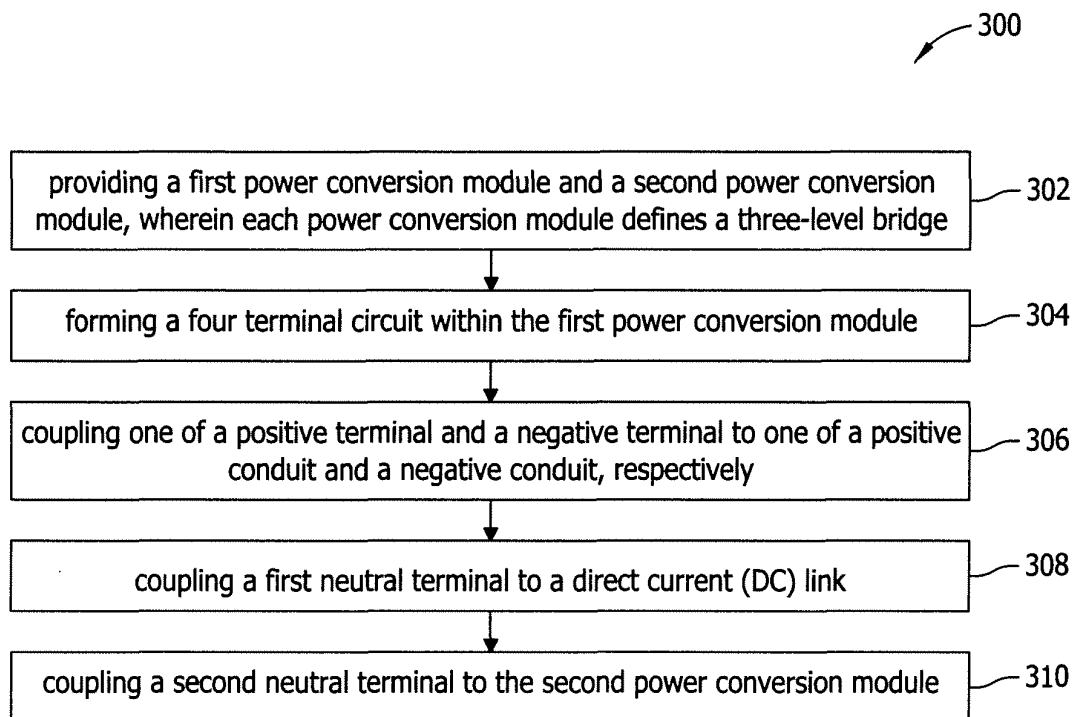 300
providing a first power conversion module and a second power conversion
module, wherein each power conversion module defines a three-level bridge
302
forming a four terminal circuit within the first power conversion module
304
coupling one of a positive terminal and a negative terminal to one of a positive
conduit and a negative conduit, respectively
306
coupling a first neutral terminal to a direct current (DC) link
308
coupling a second neutral terminal to the second power conversion module
310